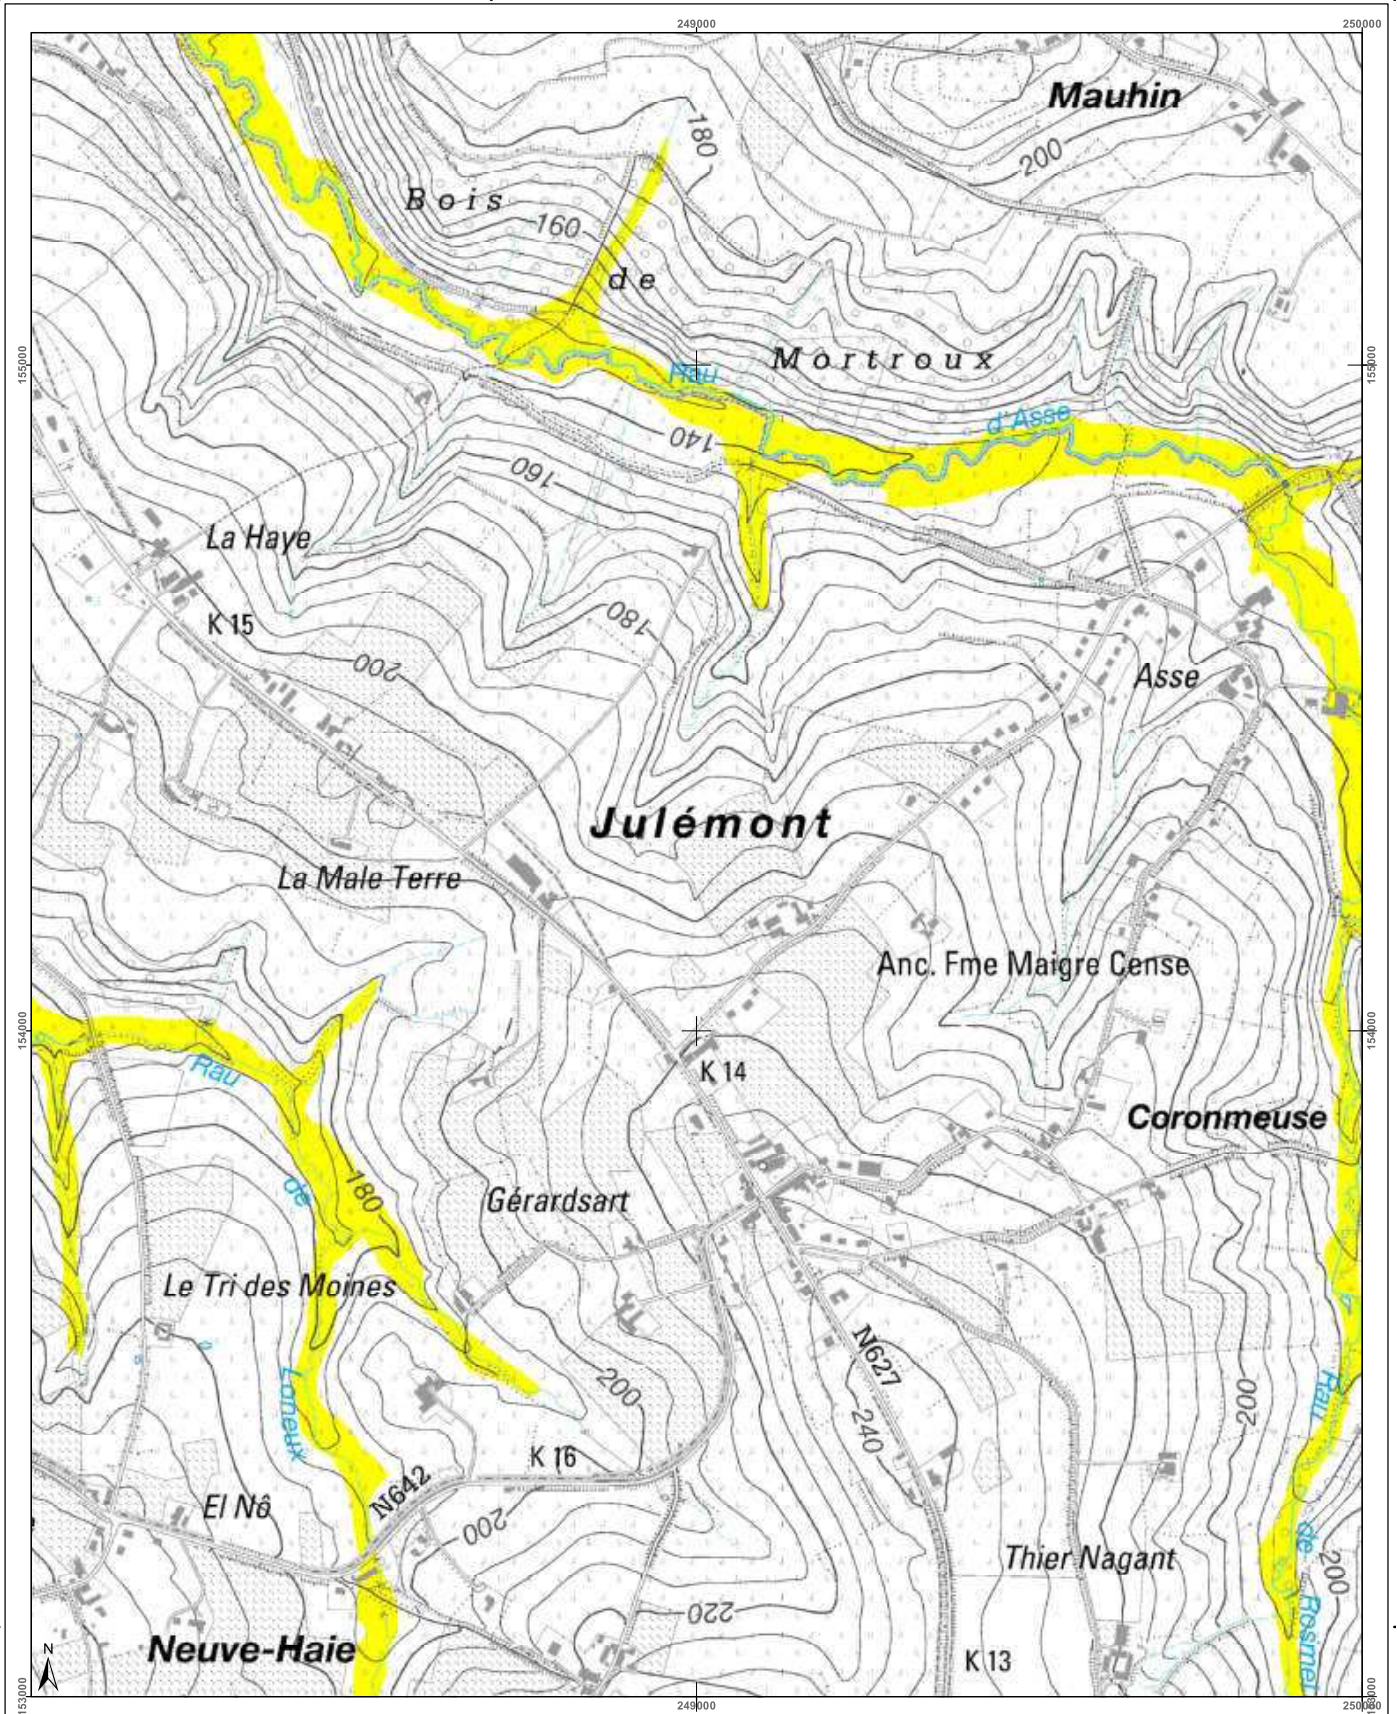 249000
250000
Mauhin
180
200
Bois
160
de
Mortroux
155000
155000
Rau
d'Asse
140
160
La Haye
180
K 15
200
Asse
Julémont
La Male Terre
Anc. Fme Maigre Cense
154000
154000
Rau
K 14
Coronmeuse
de
180
Gérardsart
Le Tri des Moines
N627
200
Loneux
240
200
Rau
K 16
N642
El Nô
200
de
Thier Nagant
200
220
Rosmel
Neuve-Haie
K 13
N
153000
249000